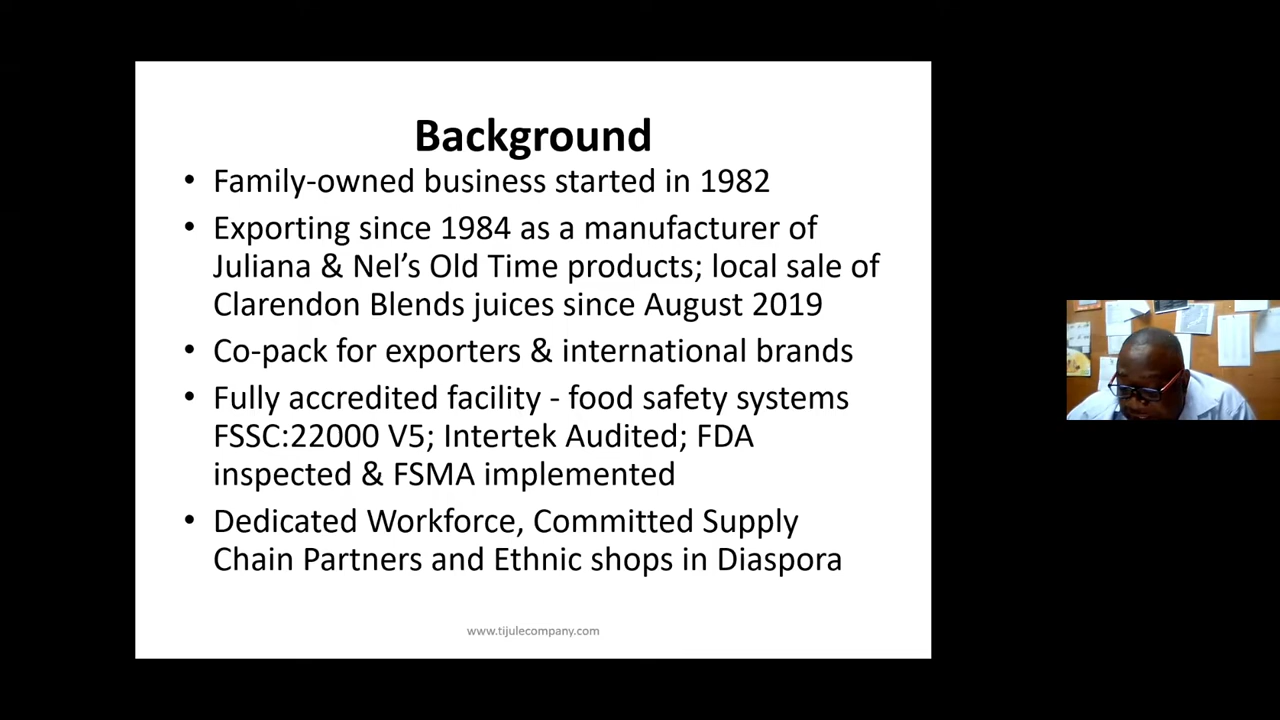 Background
• Family-owned business started in 1982
• Exporting since 1984 as a manufacturer of
Juliana & Nel’s Old Time products; local sale of
Clarendon Blends juices since August 2019
• Co-pack for exporters & international brands
• Fully accredited facility - food safety systems
FSSC:22000 V5; Intertek Audited; FDA
inspected & FSMA implemented
• Dedicated Workforce, Committed Supply
Chain Partners and Ethnic shops in Diaspora
www.tijulecompany.com